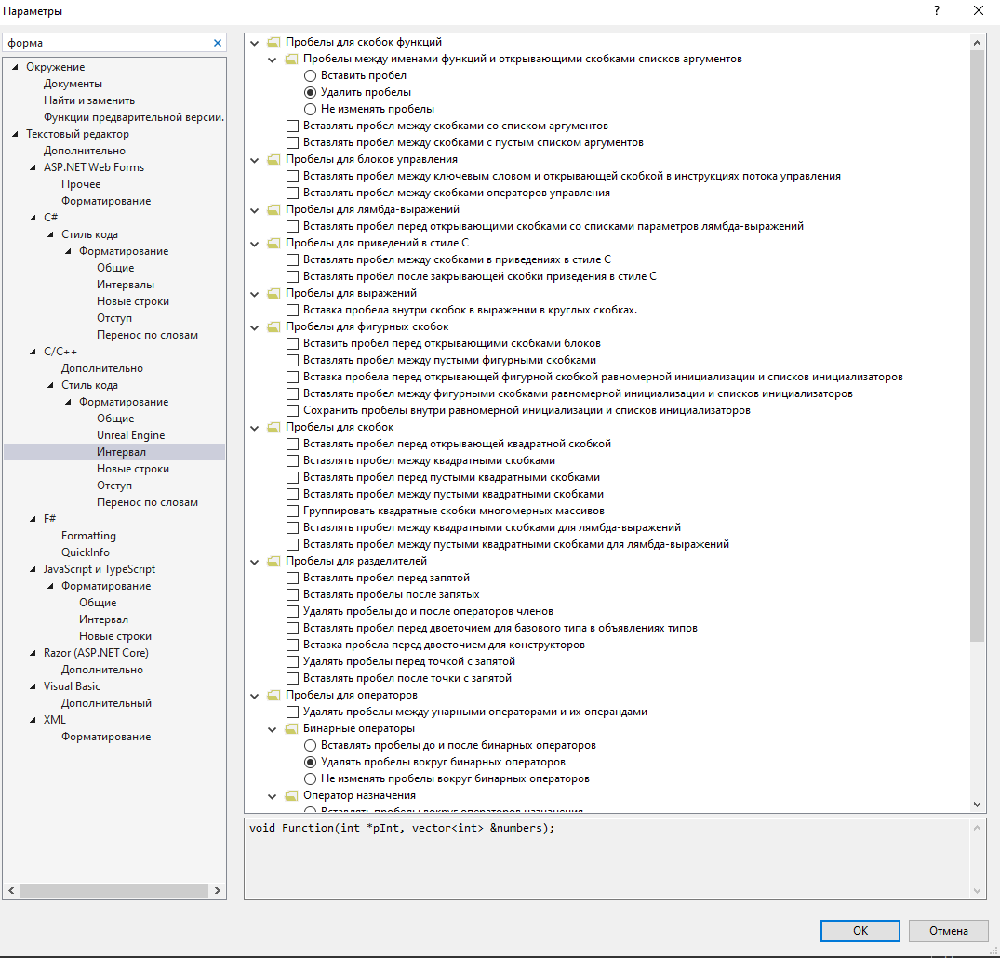 Параметры
?
форма
Окружение
Документы
Найти и заменить
Функции предварительной версии.
Текстовый редактор
Дополнительно
ASP.NET Web Forms
Прочее
Форматирование
C#
Стиль кода
Форматирование
Общие
Интервалы
Новые строки
Отступ
Перенос по словам
C/C++
Дополнительно
Стиль кода
Форматирование
Общие
Unreal Engine
Интервал
Новые строки
Отступ
Перенос по словам
F#
Formatting
QuickInfo
JavaScript и TypeScript
Форматирование
Общие
Интервал
Новые строки
Razor (ASP.NET Core)
Дополнительно
Visual Basic
Дополнительный
XML
Форматирование
Пробелы для скобок функций
Пробелы между именами функций и открывающими скобками списков аргументов
Вставить пробел
Удалить пробелы
Не изменять пробелы
Вставлять пробел между скобками со списком аргументов
Вставлять пробел между скобками с пустым списком аргументов
Пробелы для блоков управления
Вставлять пробел между ключевым словом и открывающей скобкой в инструкциях потока управления
Вставлять пробел между скобками операторов управления
Пробелы для лямбда-выражений
Вставлять пробел перед открывающими скобками со списками параметров лямбда-выражений
Пробелы для приведений в стиле C
Вставлять пробел между скобками в приведениях в стиле C
Вставлять пробел после закрывающей скобки приведения в стиле C
Пробелы для выражений
Вставка пробела внутри скобок в выражении в круглых скобках.
Пробелы для фигурных скобок
Вставить пробел перед открывающими скобками блоков
Вставлять пробел между пустыми фигурными скобками
Вставка пробела перед открывающей фигурной скобкой равномерной инициализации и списков инициализаторов
Вставлять пробел между фигурными скобками равномерной инициализации и списков инициализаторов
Сохранить пробелы внутри равномерной инициализации и списков инициализаторов
Пробелы для скобок
Вставлять пробел перед открывающей квадратной скобкой
Вставлять пробел между квадратными скобками
Вставлять пробел перед пустыми квадратными скобками
Вставлять пробел между пустыми квадратными скобками
Группировать квадратные скобки многомерных массивов
Вставлять пробел между квадратными скобками для лямбда-выражений
Вставлять пробел между пустыми квадратными скобками для лямбда-выражений
Пробелы для разделителей
Вставлять пробел перед запятой
Вставлять пробелы после запятых
Удалять пробелы до и после операторов членов
Вставлять пробел перед двоеточием для базового типа в объявлениях типов
Вставка пробела перед двоеточием для конструкторов
Удалять пробелы перед точкой с запятой
Вставлять пробел после точки с запятой
Пробелы для операторов
Удалять пробелы между унарными операторами и их операндами
Бинарные операторы
Вставлять пробелы до и после бинарных операторов
Удалять пробелы вокруг бинарных операторов
Не изменять пробелы вокруг бинарных операторов
Оператор назначения
Вставлять пробелы вокруг операторов назначения
void Function(int *pInt, vector<int> &numbers);
ОК
Отмена